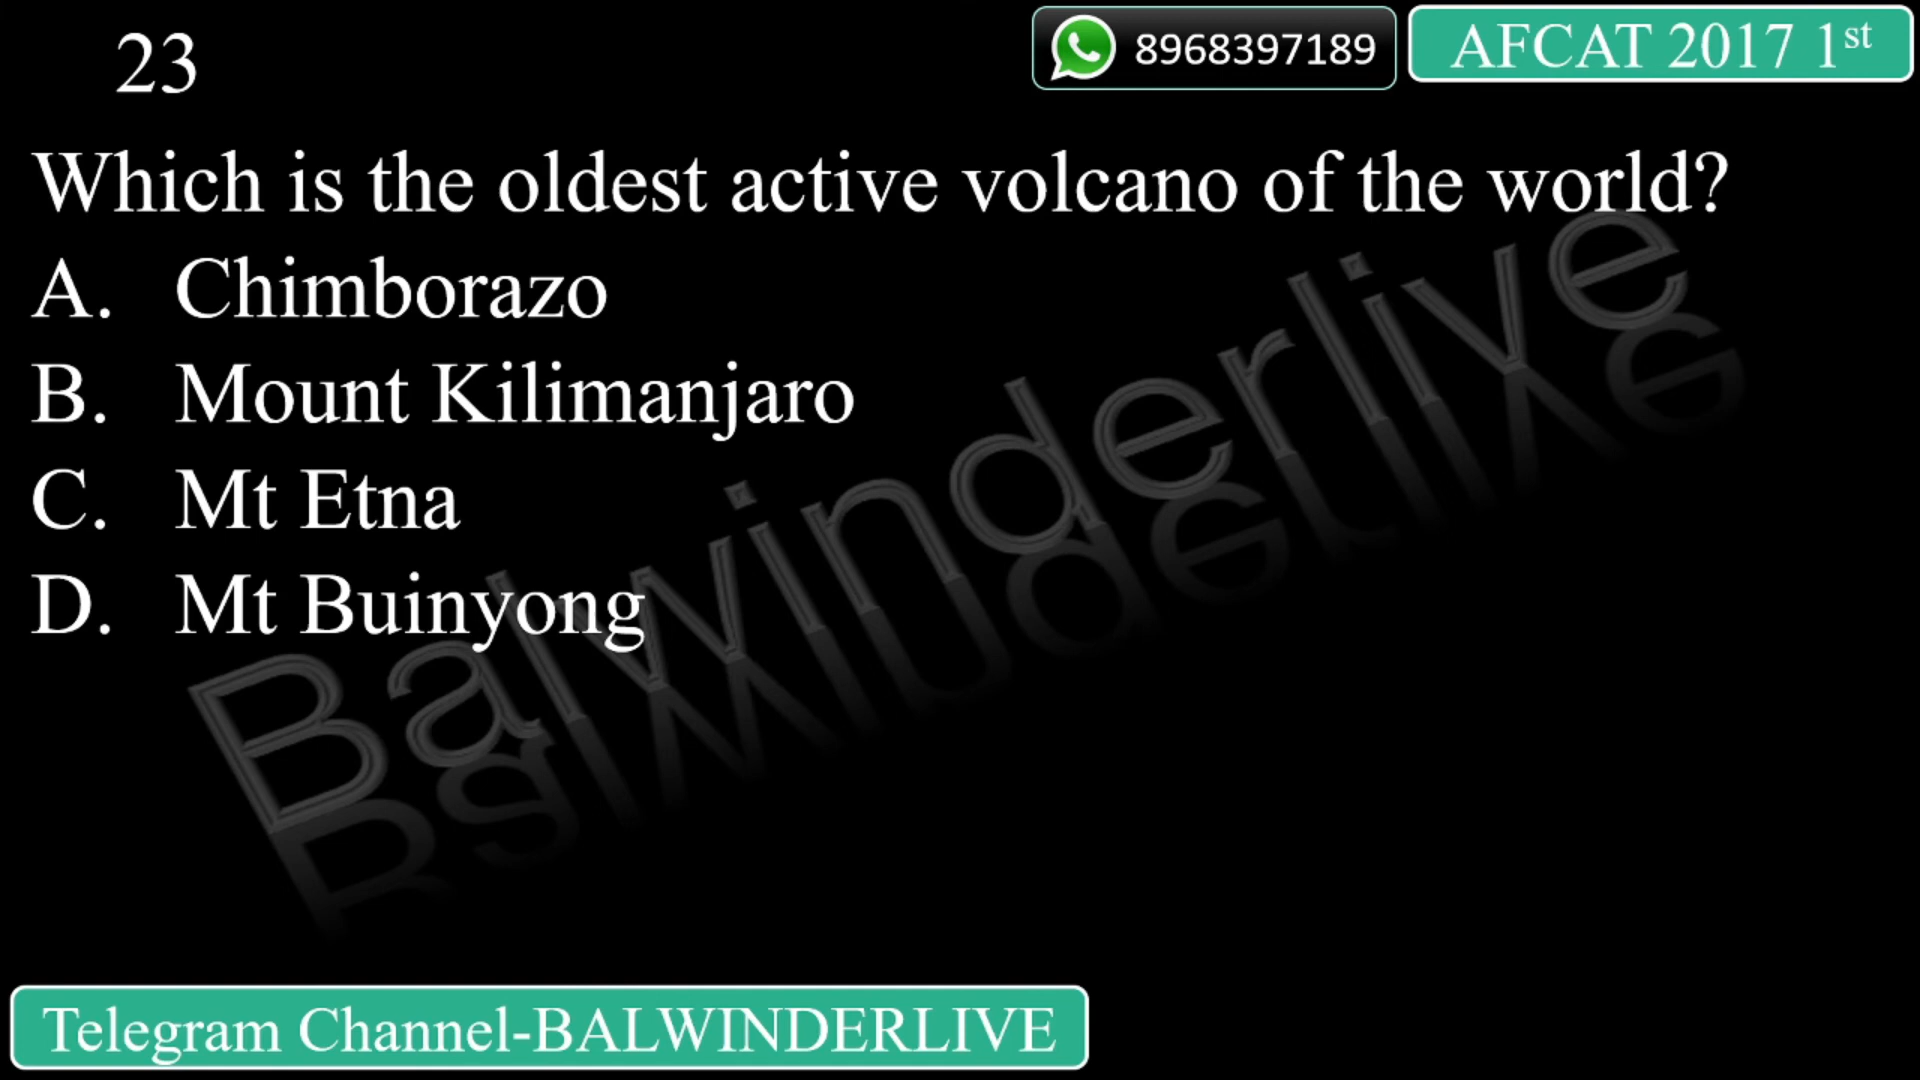 23
8968397189
AFCAT 2017 1st
Which is the oldest active volcano of the world?
A. Chimborazo
B. Mount Kilimanjaro
C. Mt Etna
D. Mt Buinyong
Balwinderlive
Telegram Channel-BALWINDERLIVE